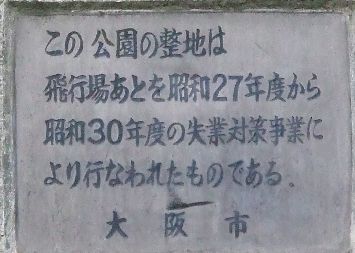 この公園の整地は
飛行場あとを昭和27年度から
昭和30年度の失業対策事業に
より行なわれたものである.
大阪市